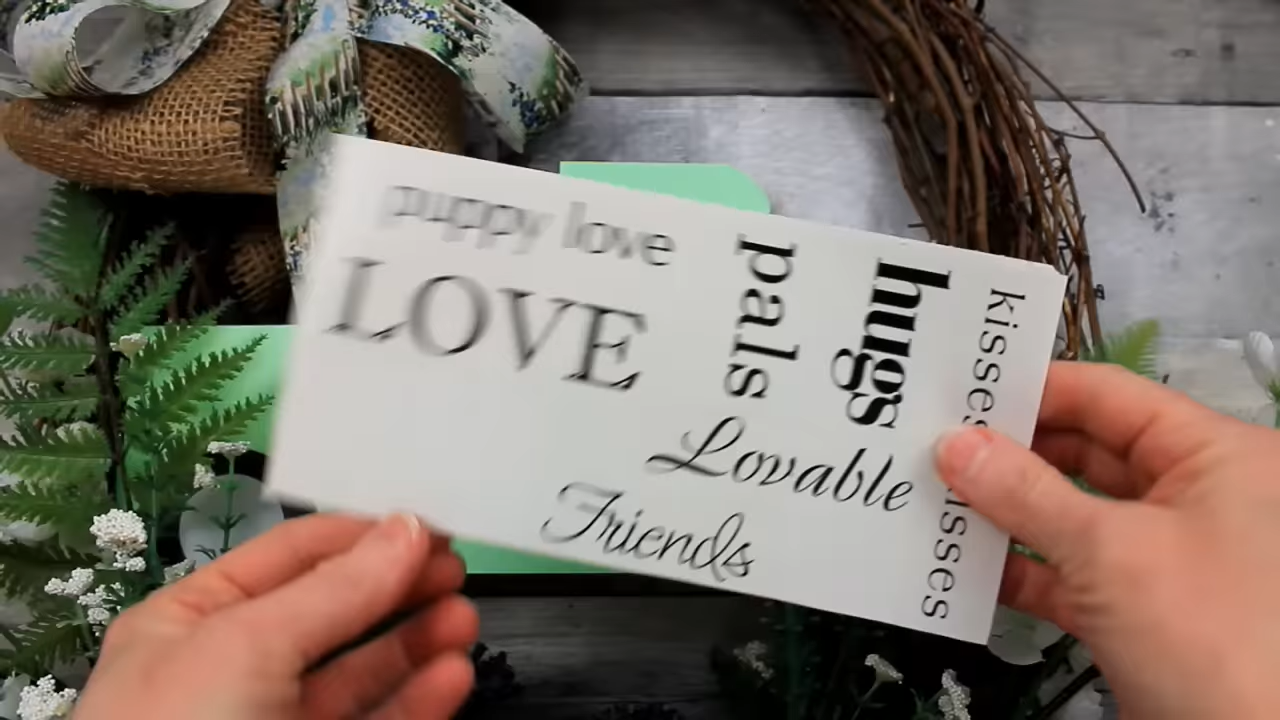 puppy love
LOVE
pals
hugs
kisses
kisses
Lovable
Friends